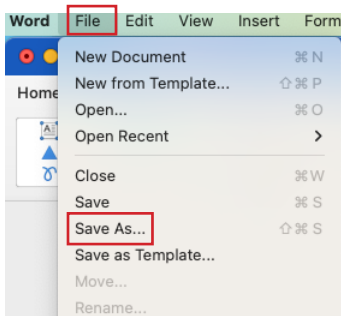 Word File Edit View Insert Form
New Document ⌘ N
Home
New from Template... ⇧ ⌘ P
Open... ⌘ O
A
Open Recent >
Close ⌘ W
Save ⌘ S
Save As... ⇧ ⌘ S
Save as Template...
Move...
Rename...